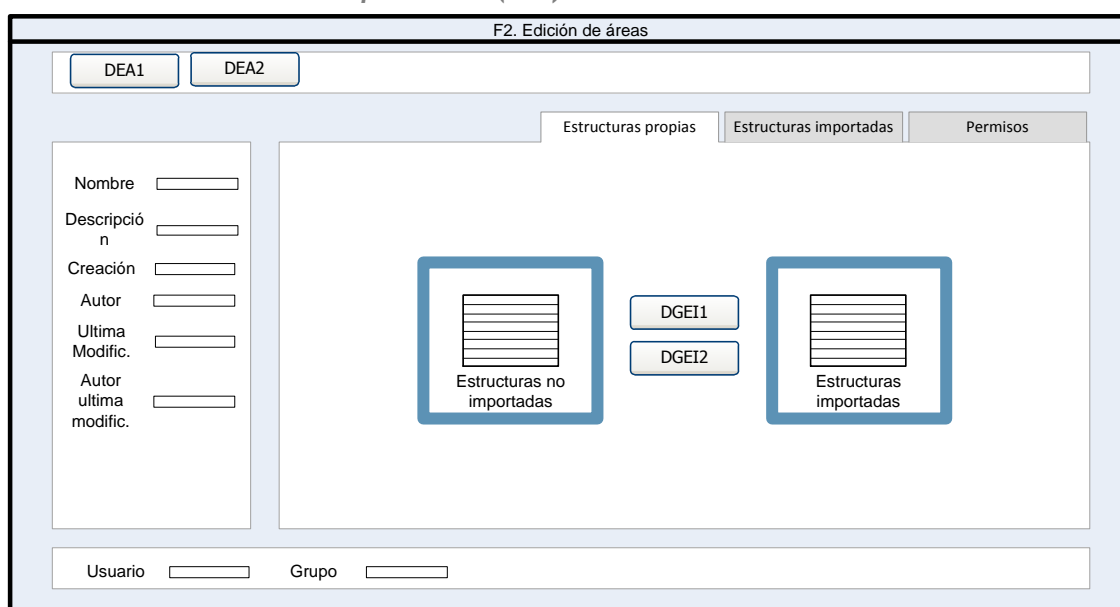 F2. Edición de áreas
DEA1
DEA2
Estructuras propias
Estructuras importadas
Permisos
Nombre
Descripció
n
Creación
Autor
Ultima
Modific.
Autor
ultima
modific.
Estructuras no
importadas
DGEI1
DGEI2
Estructuras
importadas
Usuario
Grupo